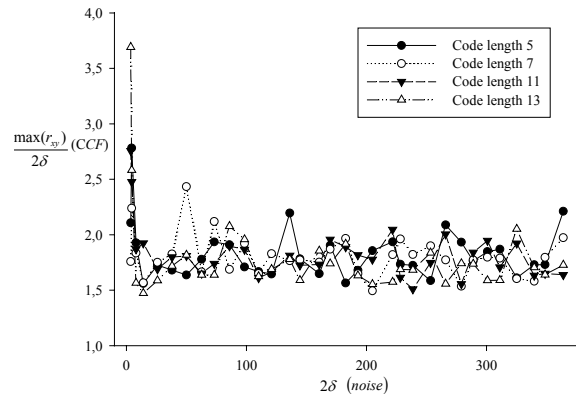 4,0
3,5
3,0
2,5
2,0
1,5
1,0
max(r_xy)
2δ
(CCF)
Code length 5
Code length 7
Code length 11
Code length 13
0 100 200 300
2δ (noise)